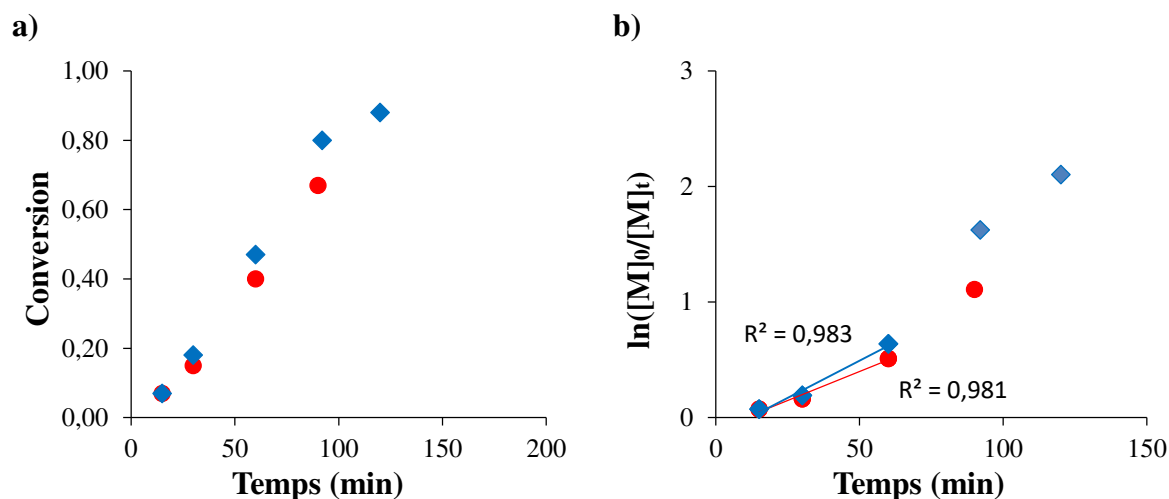 a)
1,00
0,80
0,60
0,40
0,20
0,00
0
50
100
150
200
Conversion
Temps (min)
b)
3
2
1
0
0
50
100
150
ln([M]0/[M]t)
R² = 0,983
R² = 0,981
Temps (min)